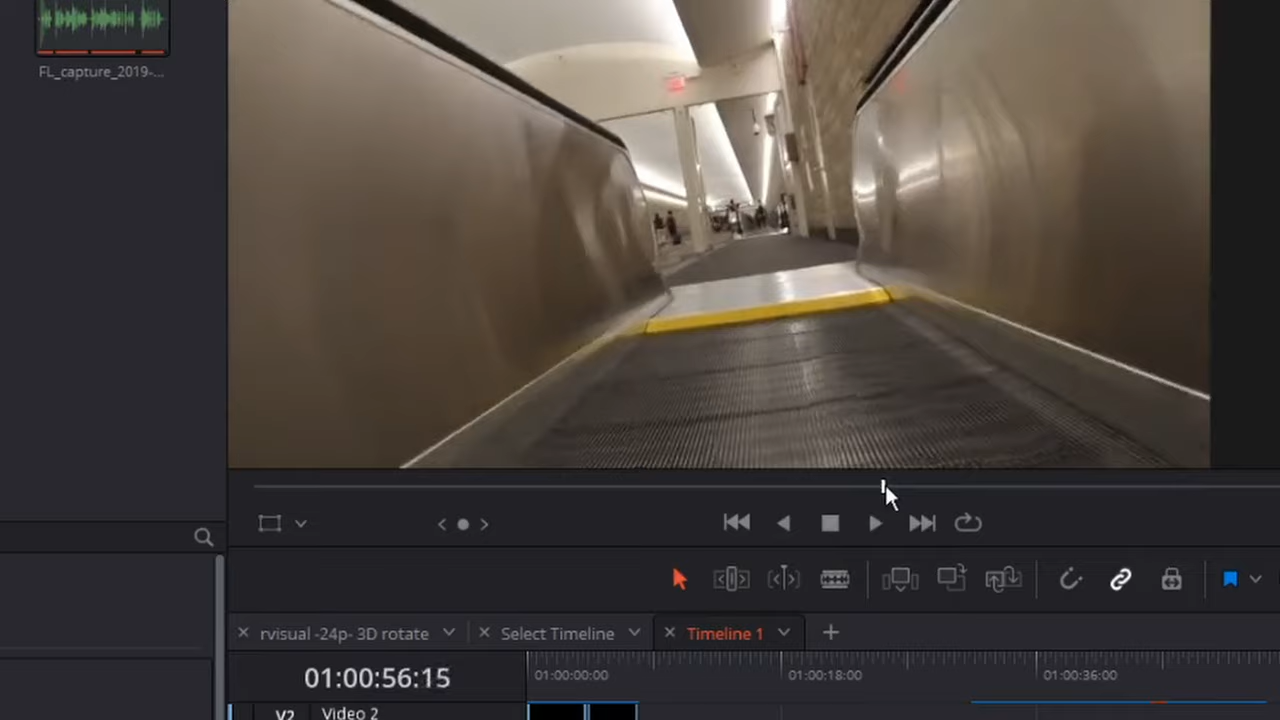 FL_capture_2019-...
rvisual -24p- 3D rotate
Select Timeline
Timeline 1
01:00:56:15
01:00:00:00
01:00:18:00
01:00:36:00
V2
Video 2